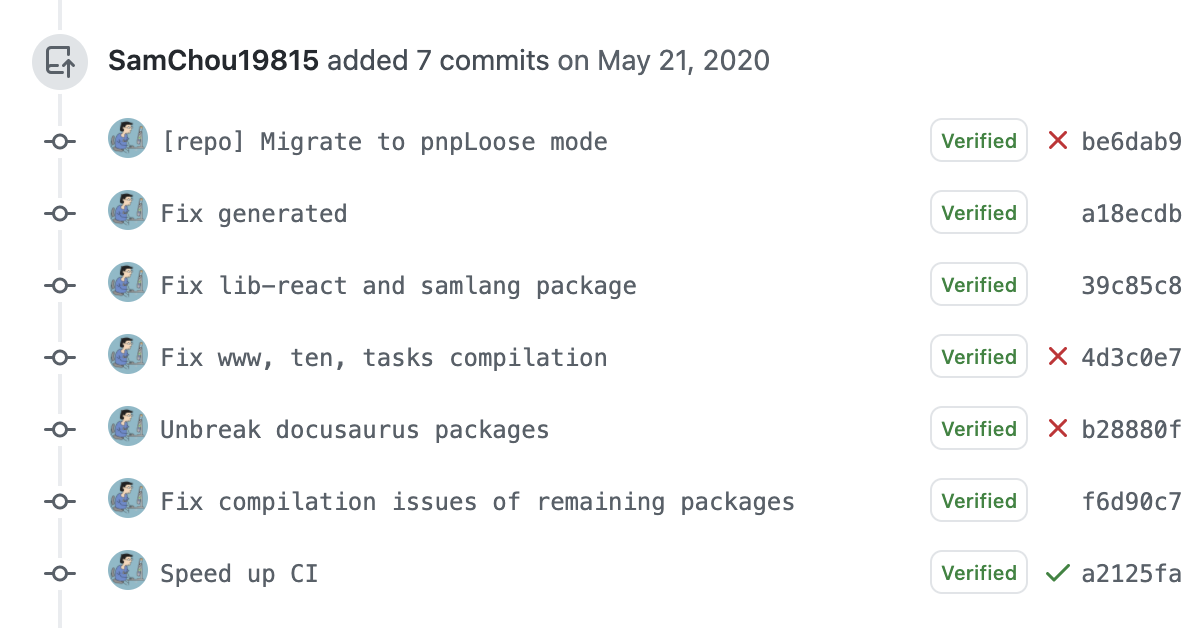 SamChou19815 added 7 commits on May 21, 2020
[repo] Migrate to pnpLoose mode Verified be6dab9
Fix generated Verified a18ecdb
Fix lib-react and samlang package Verified 39c85c8
Fix www, ten, tasks compilation Verified 4d3c0e7
Unbreak docusaurus packages Verified b28880f
Fix compilation issues of remaining packages Verified f6d90c7
Speed up CI Verified a2125fa